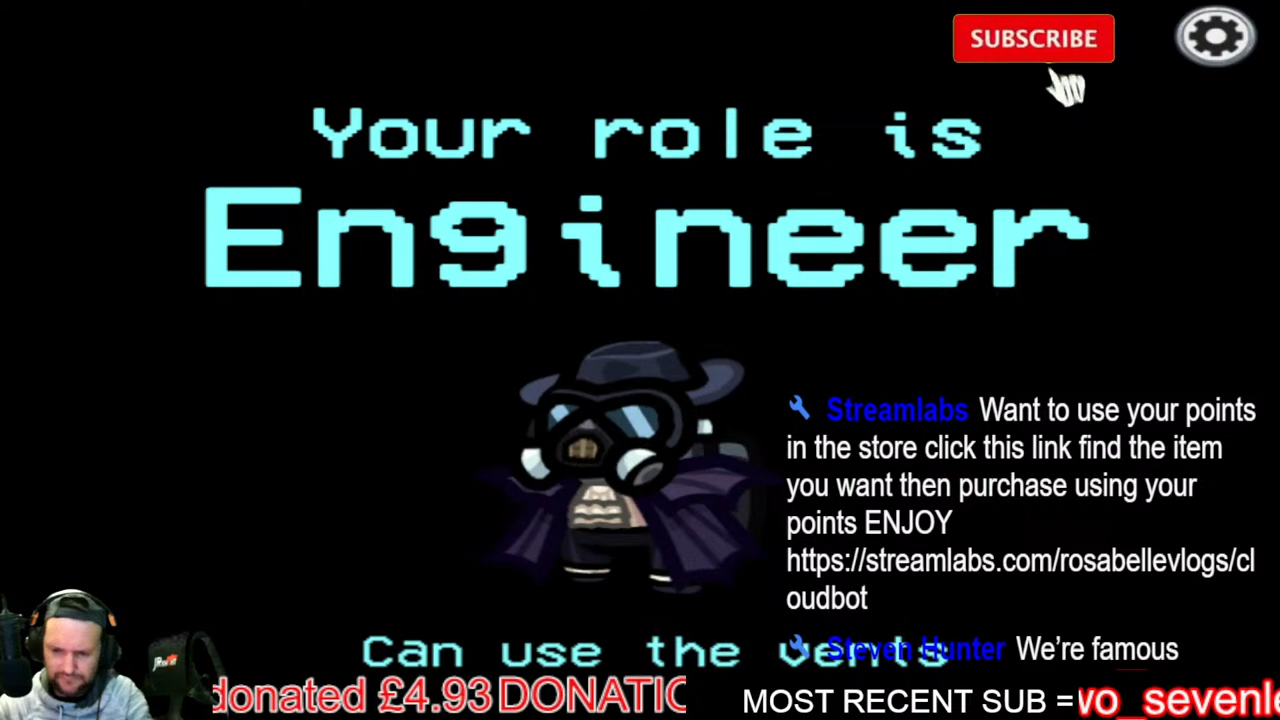 SUBSCRIBE
Your role is
Engineer
Streamlabs Want to use your points
in the store click this link find the item
you want then purchase using your
points ENJOY
https://streamlabs.com/rosabellevlogs/cl
oudbot
Steven Hunter We're famous
Can use the vents
donated £4.93 DONATIC
MOST RECENT SUB = vo_sevenl